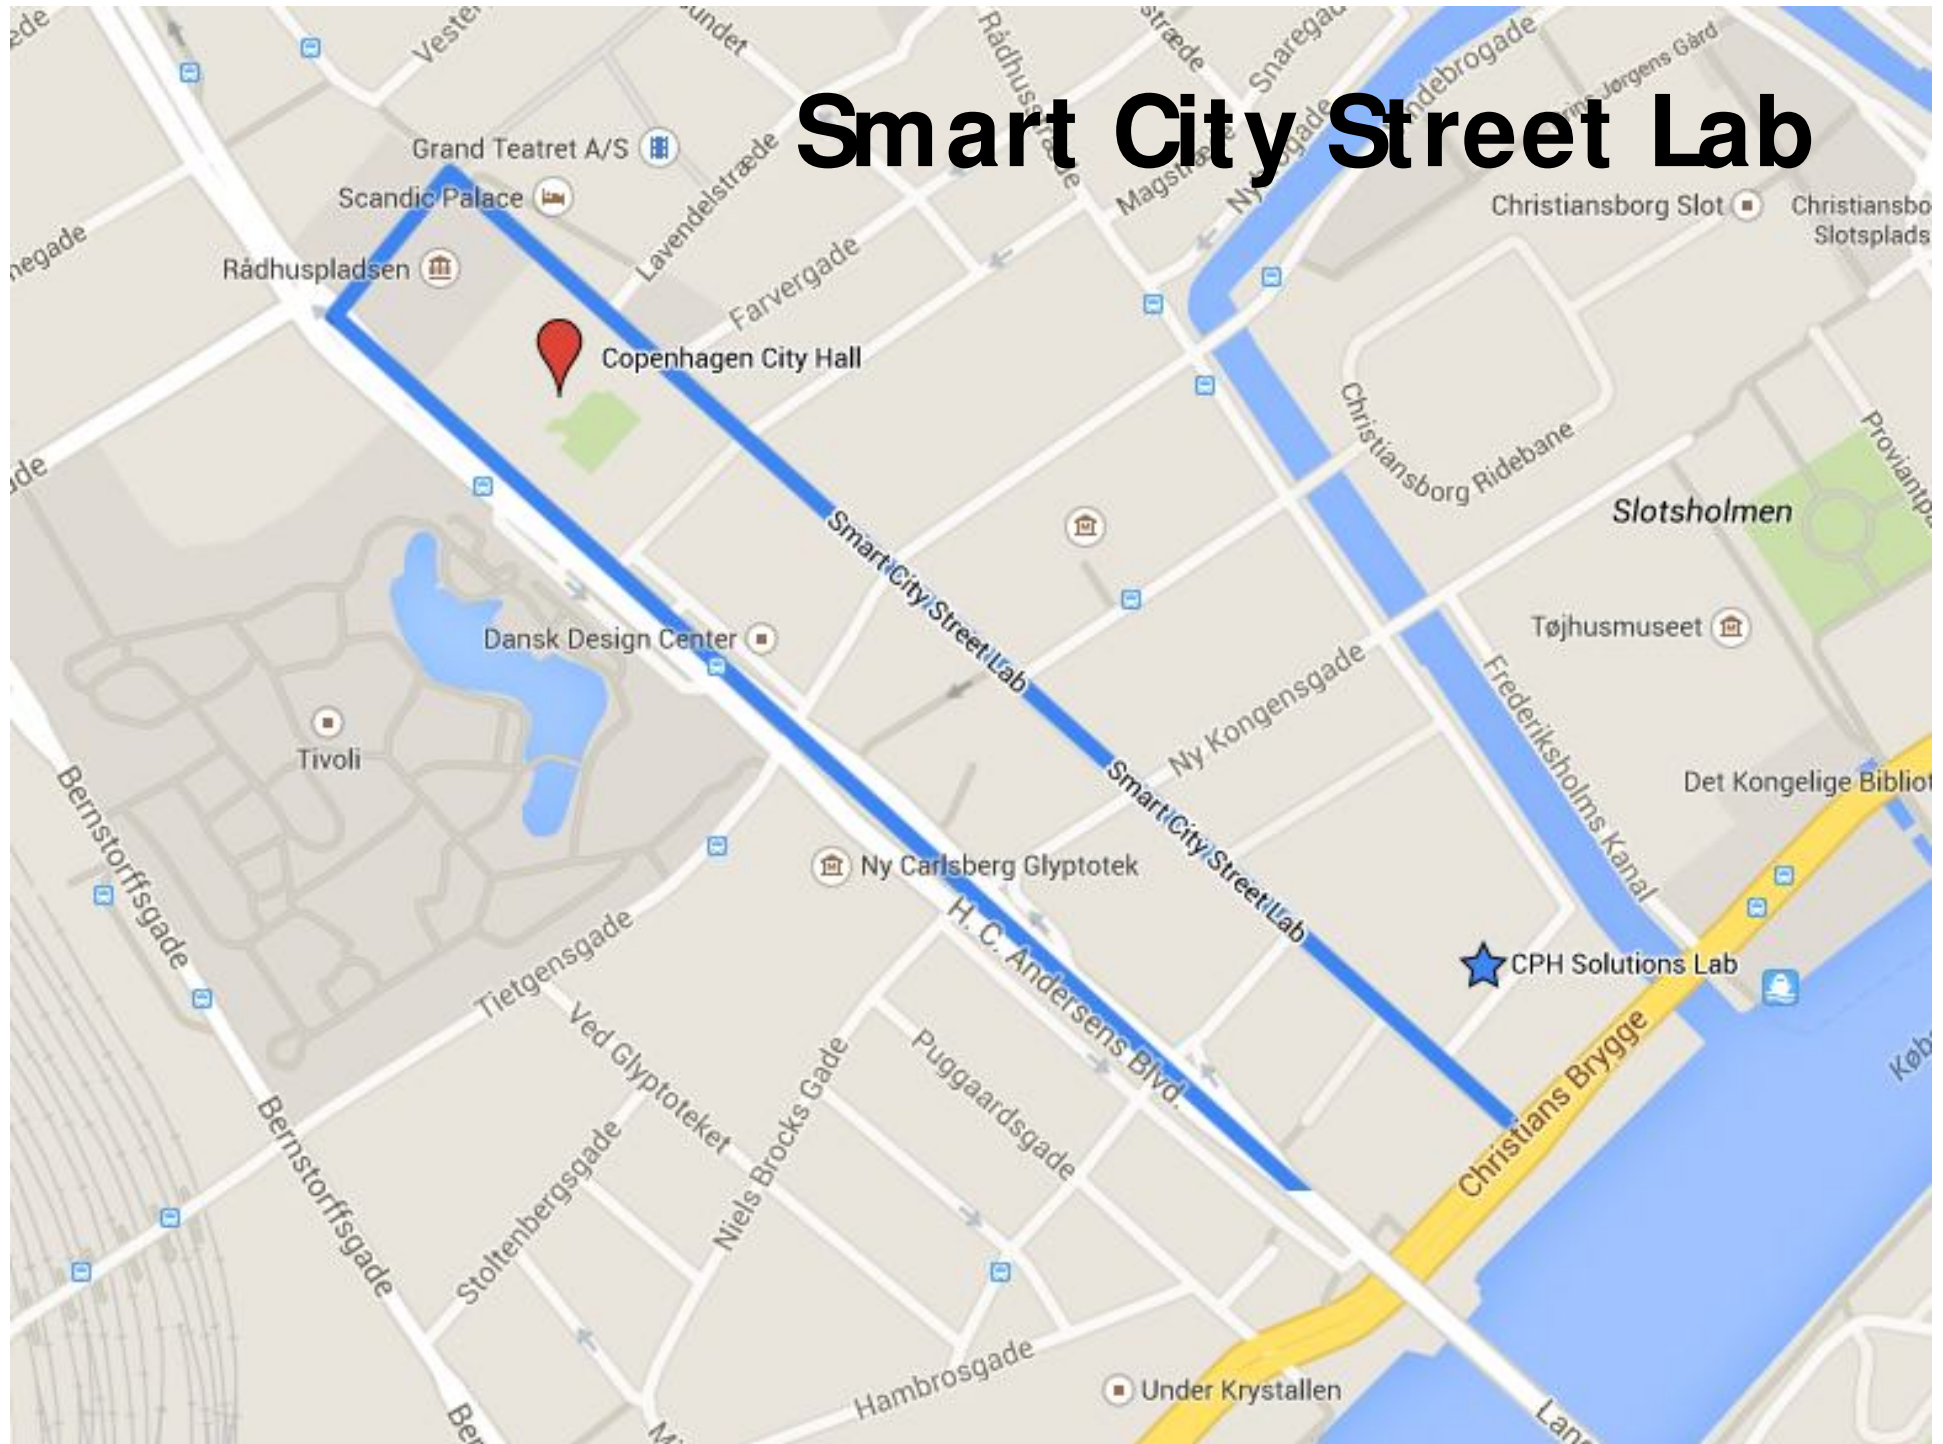 Smart City Street Lab
Grand Teatret A/S
Scandic Palace
Rådhuspladsen
Lavendelstræde
Farvergade
Magstræde
Christiansborg Slot
Copenhagen City Hall
Christiansborg Ridebane
Slotsholmen
Smart City Street Lab
Tøjhusmuseet
Dansk Design Center
Ny Kongensgade
Frederiksholms Kanal
Tivoli
Smart City Street Lab
Det Kongelige Bibliot
Ny Carlsberg Glyptotek
Bernstorffsgade
H. C. Andersens Blvd.
CPH Solutions Lab
Tietgensgade
Ved Glyptoteket
Puggaardsgade
Christians Brygge
Niels Brocks Gade
Bernstorffsgade
Stoltenbergsgade
Hambrosgade
Under Krystallen